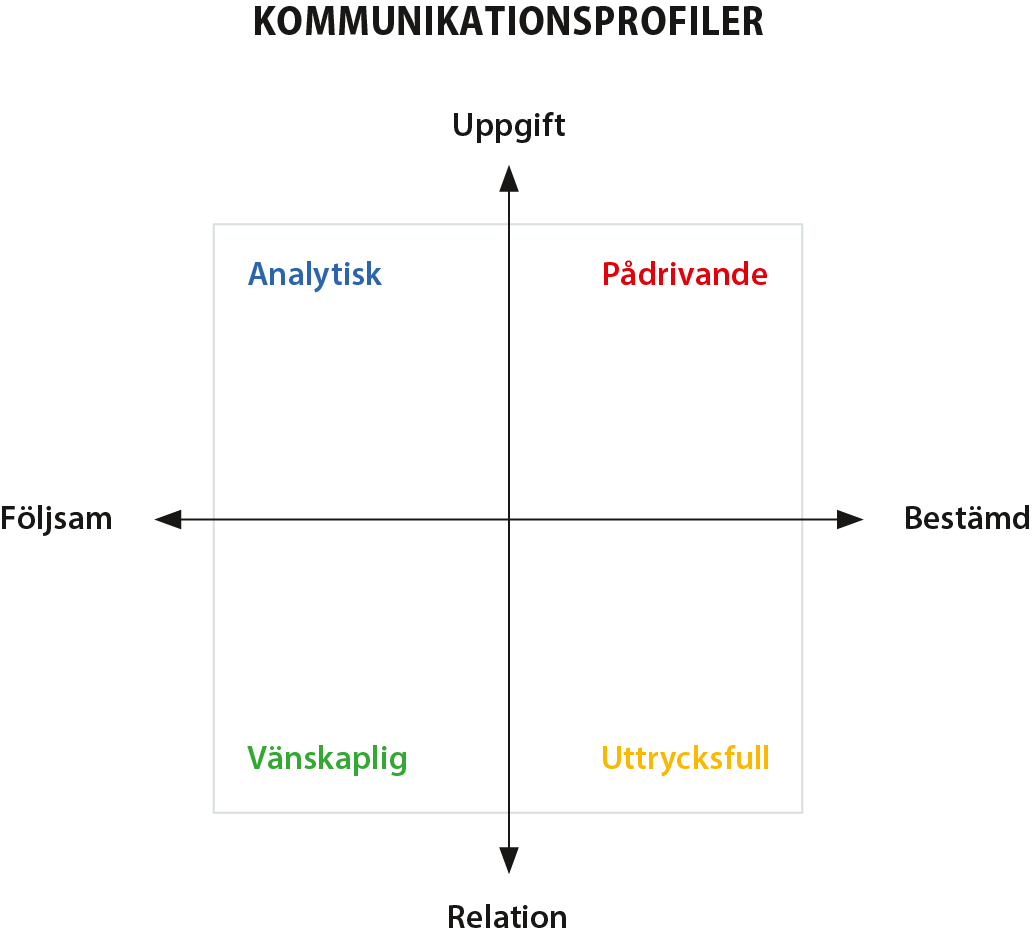 KOMMUNIKATIONSPROFILER
Uppgift
Analytisk
Pådrivande
Följsam
Bestämd
Vänskaplig
Uttrycksfull
Relation